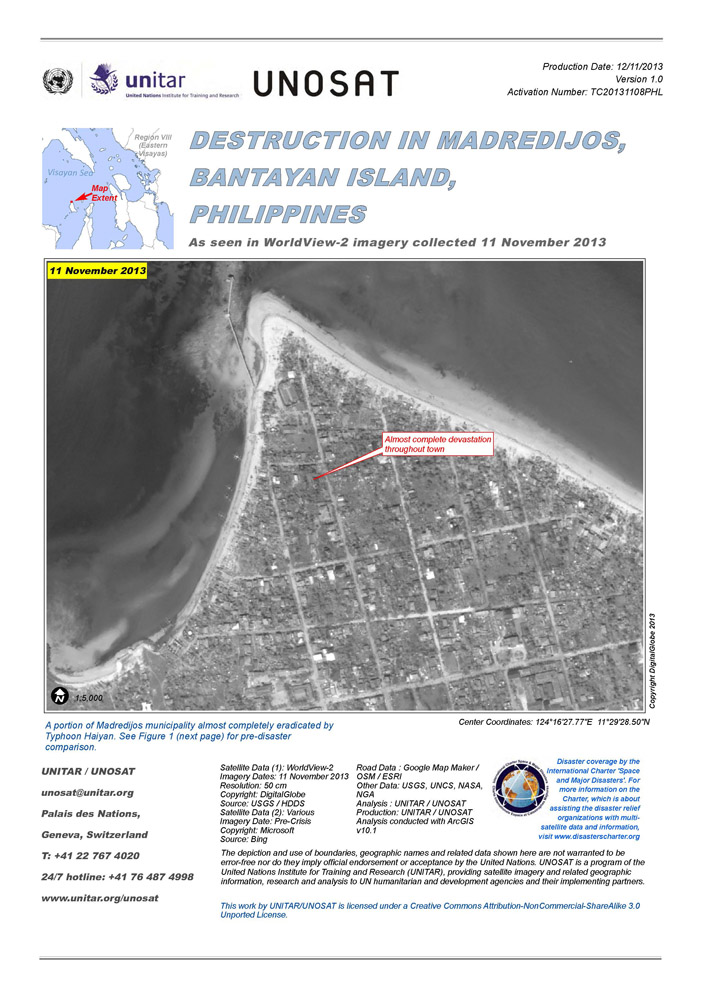 unitar
United Nations Institute for Training and Research
UNOSAT
Production Date: 12/11/2013
Version 1.0
Activation Number: TC20131108PHL
Region VIII
(Eastern
Visayas)
Visayan Sea
Map
Extent
DESTRUCTION IN MADREDIJOS,
BANTAYAN ISLAND,
PHILIPPINES
As seen in WorldView-2 imagery collected 11 November 2013
11 November 2013
Almost complete devastation
throughout town
N
1:5,000
Copyright DigitalGlobe 2013
A portion of Madredijos municipality almost completely eradicated by
Typhoon Haiyan. See Figure 1 (next page) for pre-disaster
comparison.
Center Coordinates: 124°16'27.77"E 11°29'28.50"N
UNITAR / UNOSAT
unosat@unitar.org
Palais des Nations,
Geneva, Switzerland
T: +41 22 767 4020
24/7 hotline: +41 76 487 4998
www.unitar.org/unosat
Satellite Data (1): WorldView-2
Imagery Dates: 11 November 2013
Resolution: 50 cm
Copyright: DigitalGlobe
Source: USGS / HDDS
Satellite Data (2): Various
Imagery Date: Pre-Crisis
Copyright: Microsoft
Source: Bing
Road Data : Google Map Maker /
OSM / ESRI
Other Data: USGS, UNCS, NASA,
NGA
Analysis : UNITAR / UNOSAT
Production: UNITAR / UNOSAT
Analysis conducted with ArcGIS
v10.1
Disaster coverage by the
International Charter 'Space
and Major Disasters'. For
more information on the
Charter, which is about
assisting the disaster relief
organizations with multi-
satellite data and information,
visit www.disasterscharter.org
The depiction and use of boundaries, geographic names and related data shown here are not warranted to be
error-free nor do they imply official endorsement or acceptance by the United Nations. UNOSAT is a program of the
United Nations Institute for Training and Research (UNITAR), providing satellite imagery and related geographic
information, research and analysis to UN humanitarian and development agencies and their implementing partners.
This work by UNITAR/UNOSAT is licensed under a Creative Commons Attribution-NonCommercial-ShareAlike 3.0
Unported License.